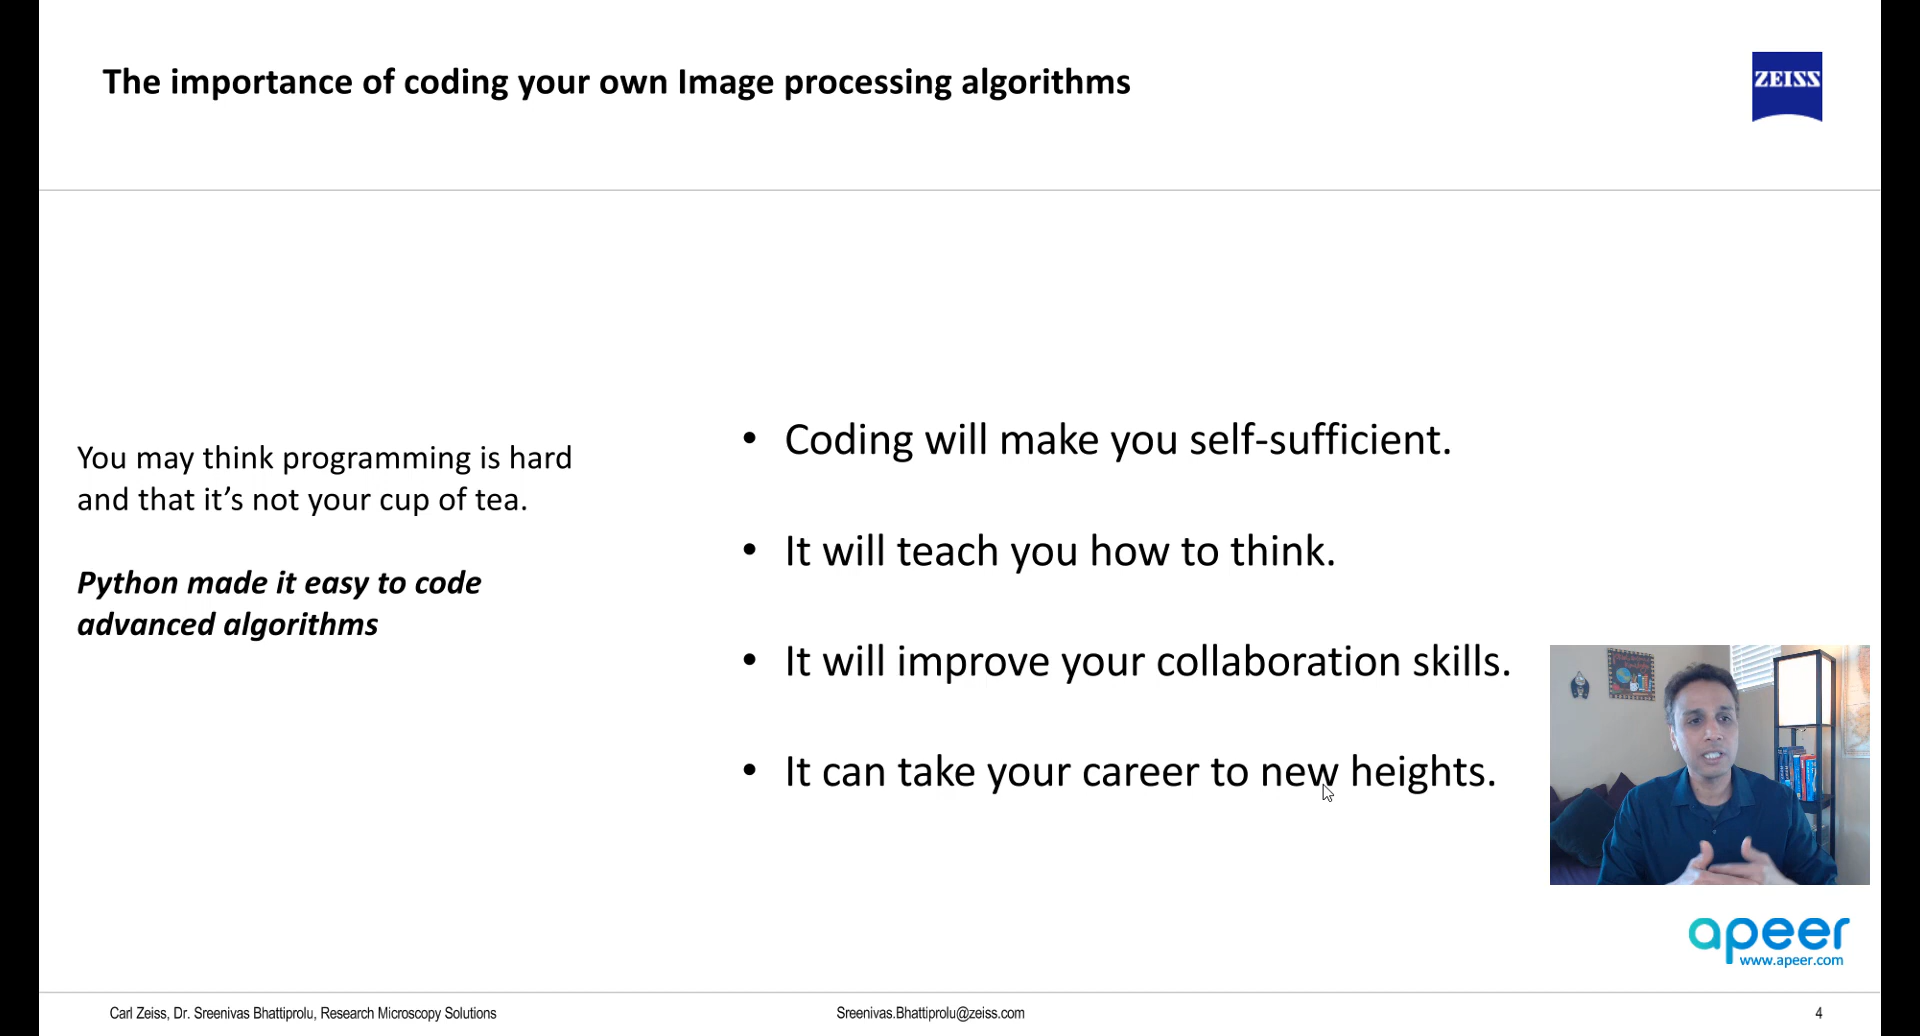 The importance of coding your own Image processing algorithms
ZEISS
You may think programming is hard
and that it’s not your cup of tea.
Python made it easy to code
advanced algorithms
• Coding will make you self-sufficient.
• It will teach you how to think.
• It will improve your collaboration skills.
• It can take your career to new heights.
apeer
www.apeer.com
Carl Zeiss, Dr. Sreenivas Bhattiprolu, Research Microscopy Solutions
Sreenivas.Bhattiprolu@zeiss.com
4